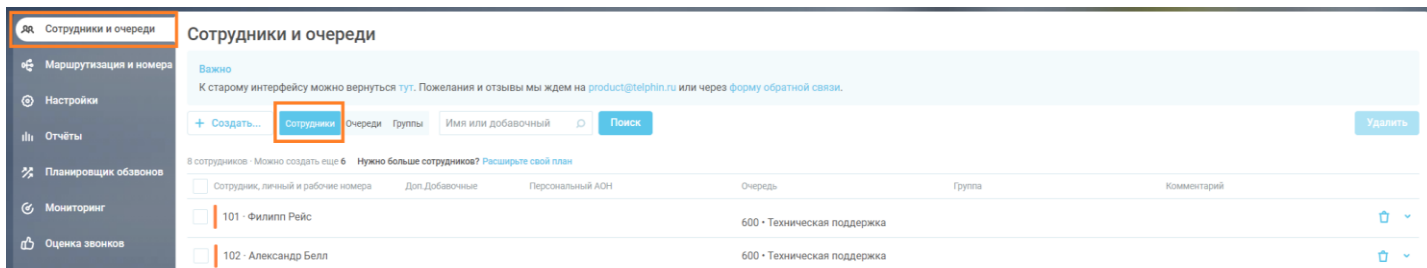 Сотрудники и очереди
Маршрутизация и номера
Настройки
Отчёты
Планировщик обзвонов
Мониторинг
Оценка звонков
Сотрудники и очереди
Важно
К старому интерфейсу можно вернуться тут. Пожелания и отзывы мы ждем на product@telphin.ru или через форму обратной связи.
+ Создать... Сотрудники Очереди Группы Имя или добавочный Поиск Удалить
8 сотрудников · Можно создать еще 6 Нужно больше сотрудников? Расширьте свой план
Сотрудник, личный и рабочие номера Доп.Добавочные Персональный АОН Очередь Группа Комментарий
101 · Филипп Рейс 600 • Техническая поддержка
102 · Александр Белл 600 • Техническая поддержка